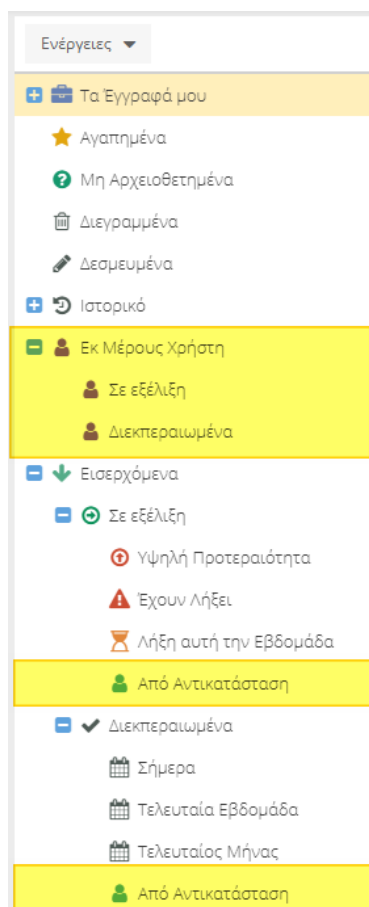 Ενέργειες
Τα Έγγραφά μου
Αγαπημένα
Μη Αρχειοθετημένα
Διεγραμμένα
Δεσμευμένα
Ιστορικό
Εκ Μέρους Χρήστη
Σε εξέλιξη
Διεκπεραιωμένα
Εισερχόμενα
Σε εξέλιξη
Υψηλή Προτεραιότητα
Έχουν Λήξει
Λήξη αυτή την Εβδομάδα
Από Αντικατάσταση
Διεκπεραιωμένα
Σήμερα
Τελευταία Εβδομάδα
Τελευταίος Μήνας
Από Αντικατάσταση